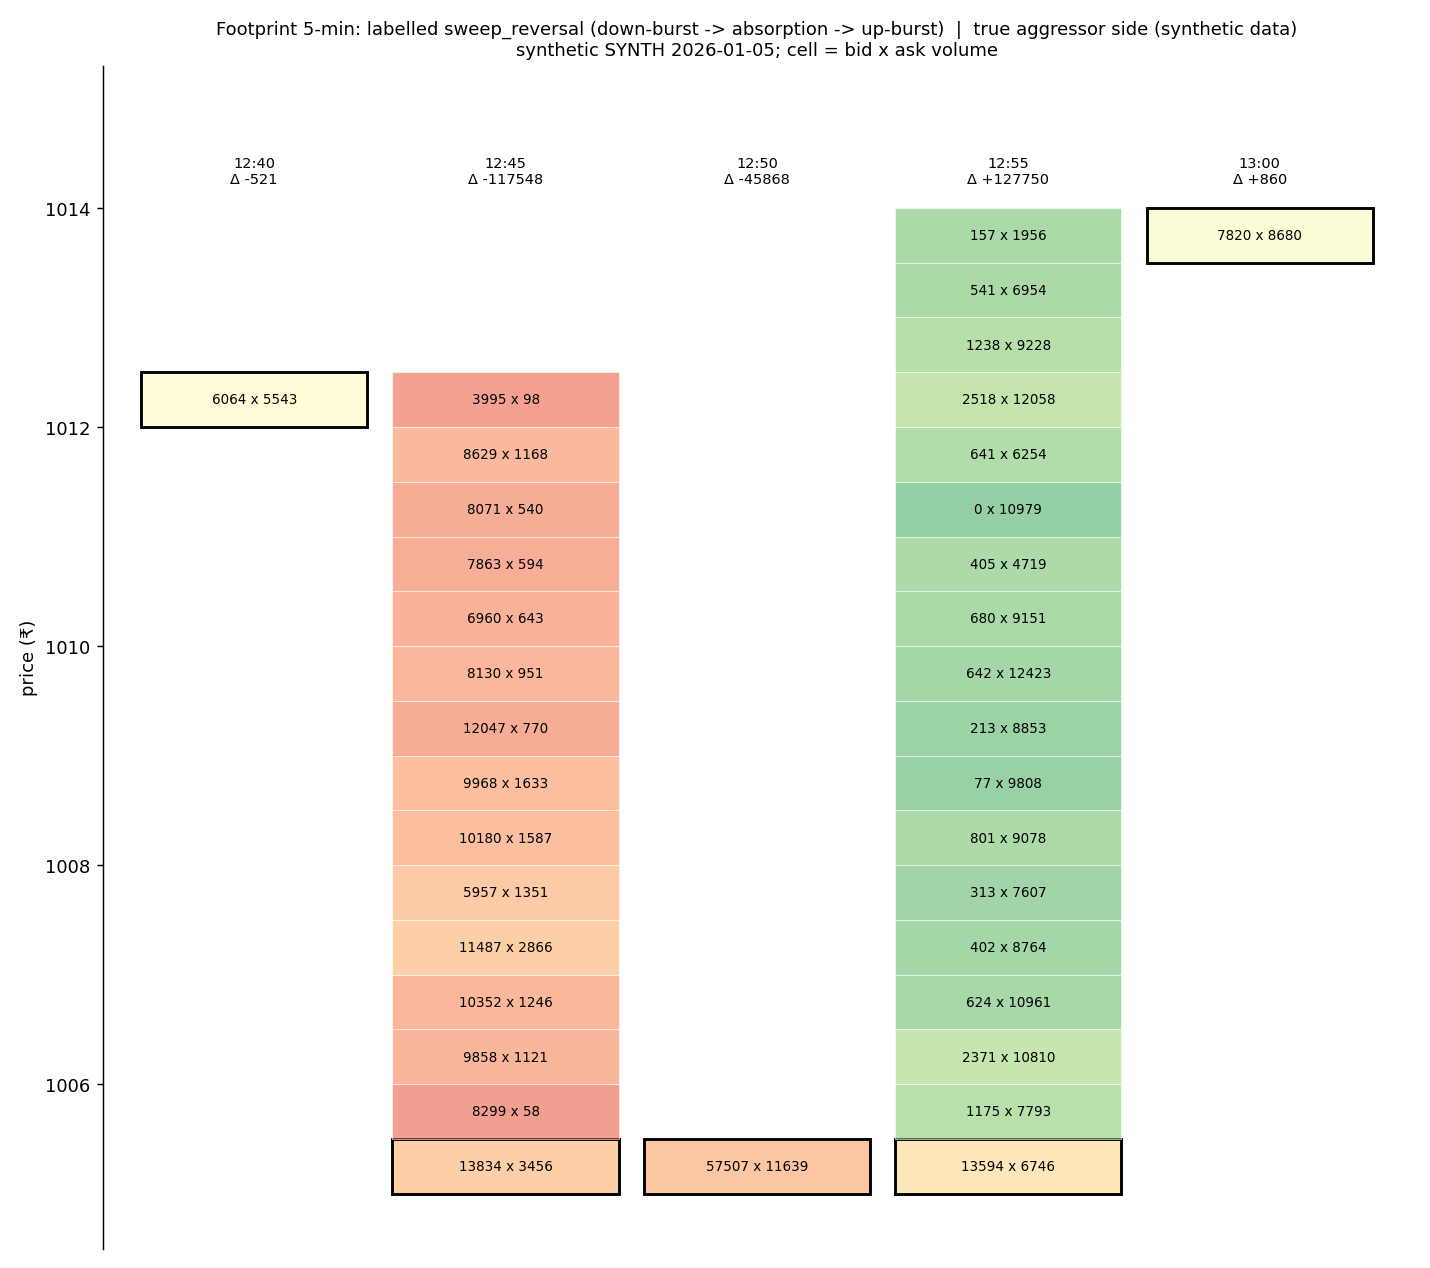 Footprint 5-min: labelled sweep_reversal (down-burst -> absorption -> up-burst)  |  true aggressor side (synthetic data)
synthetic SYNTH 2026-01-05; cell = bid x ask volume
12:40
Δ -521
12:45
Δ -117548
12:50
Δ -45868
12:55
Δ +127750
13:00
Δ +860
price (₹)
1014
1012
1010
1008
1006
6064 x 5543
3995 x 98
8629 x 1168
8071 x 540
7863 x 594
6960 x 643
8130 x 951
12047 x 770
9968 x 1633
10180 x 1587
5957 x 1351
11487 x 2866
10352 x 1246
9858 x 1121
8299 x 58
13834 x 3456
57507 x 11639
157 x 1956
541 x 6954
1238 x 9228
2518 x 12058
641 x 6254
0 x 10979
405 x 4719
680 x 9151
642 x 12423
213 x 8853
77 x 9808
801 x 9078
313 x 7607
402 x 8764
624 x 10961
2371 x 10810
1175 x 7793
13594 x 6746
7820 x 8680